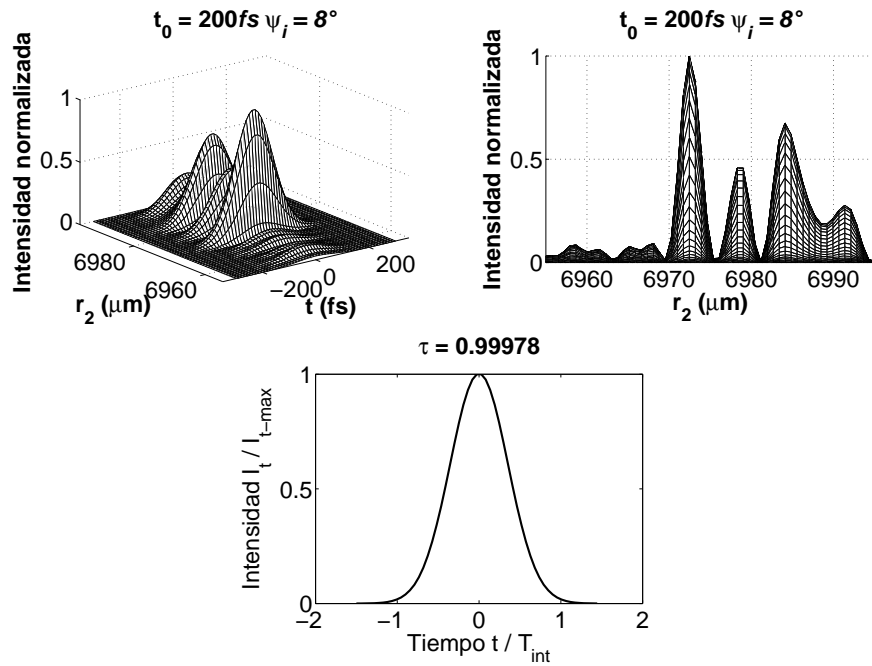 t0 = 200fs ψi = 8°
Intensidad normalizada
1
0.5
0
6980
6960
r2 (μm)
−200
0
200
t (fs)
t0 = 200fs ψi = 8°
Intensidad normalizada
1
0.5
0
6960
6970
6980
6990
r2 (μm)
τ = 0.99978
Intensidad It / It−max
1
0.5
0
−2
−1
0
1
2
Tiempo t / Tint